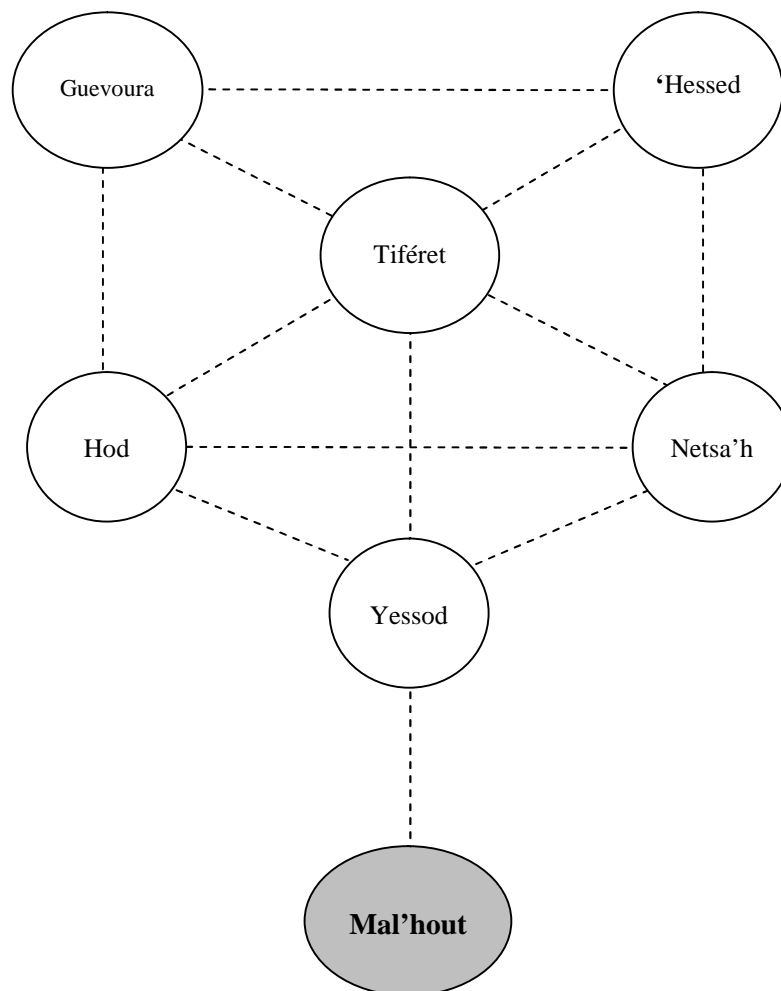 Guevoura
‘Hessed
Tiféret
Hod
Netsa’h
Yessod
Mal’hout